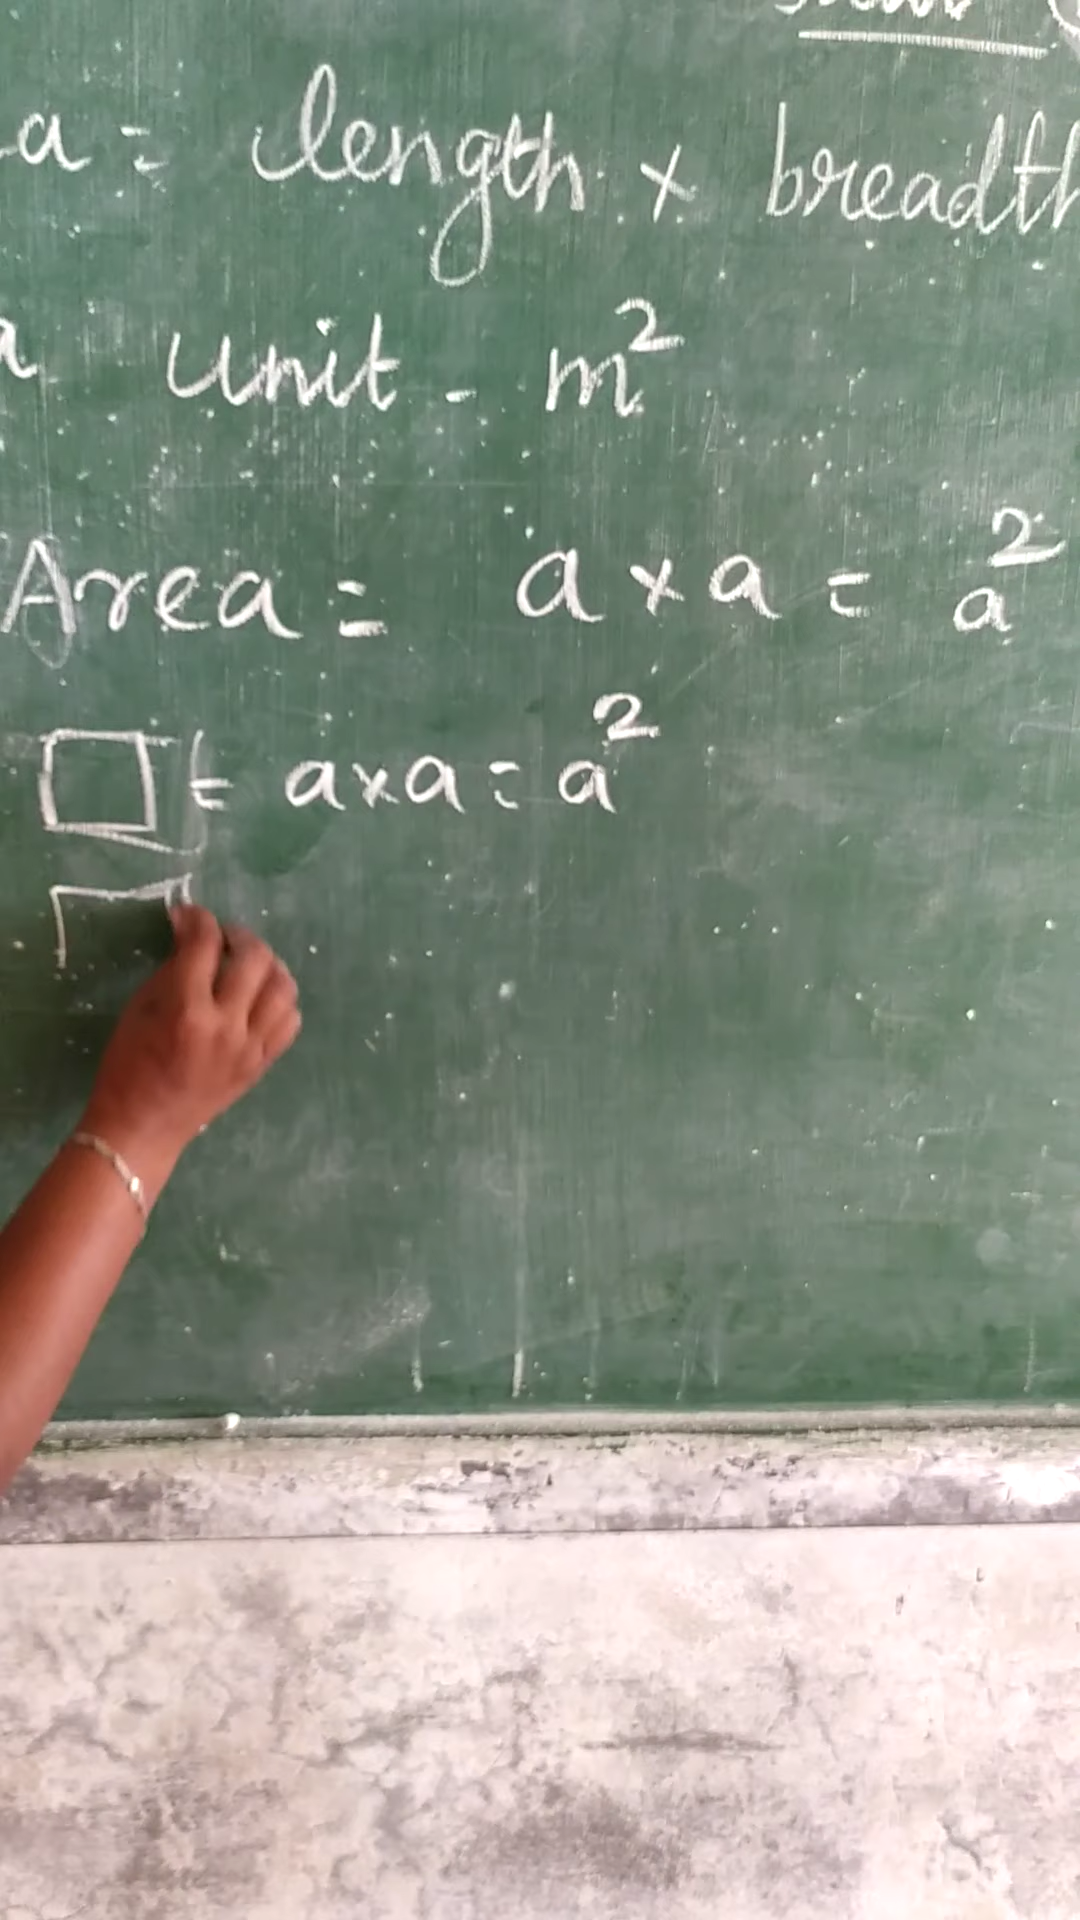 a = length × breadth
a unit - m²
Area = a × a = a²
= a×a = a²